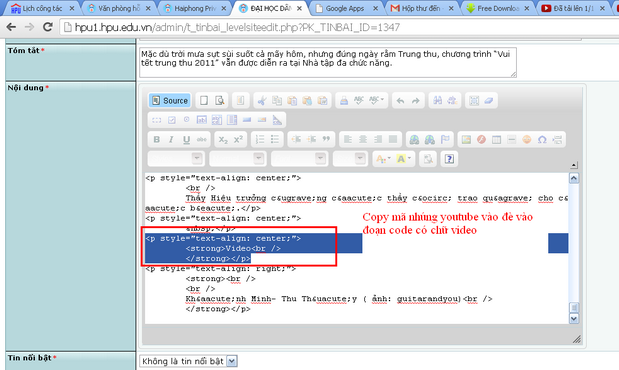 Lịch công tác
Văn phòng h
Haiphong Priv
ĐẠI HỌC DÂN
Google Apps
Hộp thư đến
Free Downloa
Đã tải lên 1/1
hpu1.hpu.edu.vn/admin/t_tinbai_levelsiteedit.php?PK_TINBAI_ID=1347
Tóm tắt *
Mặc dù trời mưa sụt sùi suốt cả mấy hôm, nhưng đúng ngày rằm Trung thu, chương trình “Vui
tết trung thu 2011” vẫn được diễn ra tại Nhà tập đa chức năng.
Nội dung *
Source
<p style="text-align: center;">
<br />
Thầy Hiệu trưởng c&ugrave;ng c&aacute;c thầy c&ocirc; trao qu&agrave; cho c&
aacute;c b&eacute;.</p>
<p style="text-align: center;">
&nbsp;</p>
Copy mã nhúng youtube vào đè vào
đoạn code có chữ video
<p style="text-align: center;">
<strong>Video<br />
</strong></p>
<p style="text-align: right;">
<strong><br />
<br />
Kh&aacute;nh Minh- Thu Th&uacute;y ( ảnh: guitarandyou)<br />
</strong></p>
Tin nổi bật *
Không là tin nổi bật